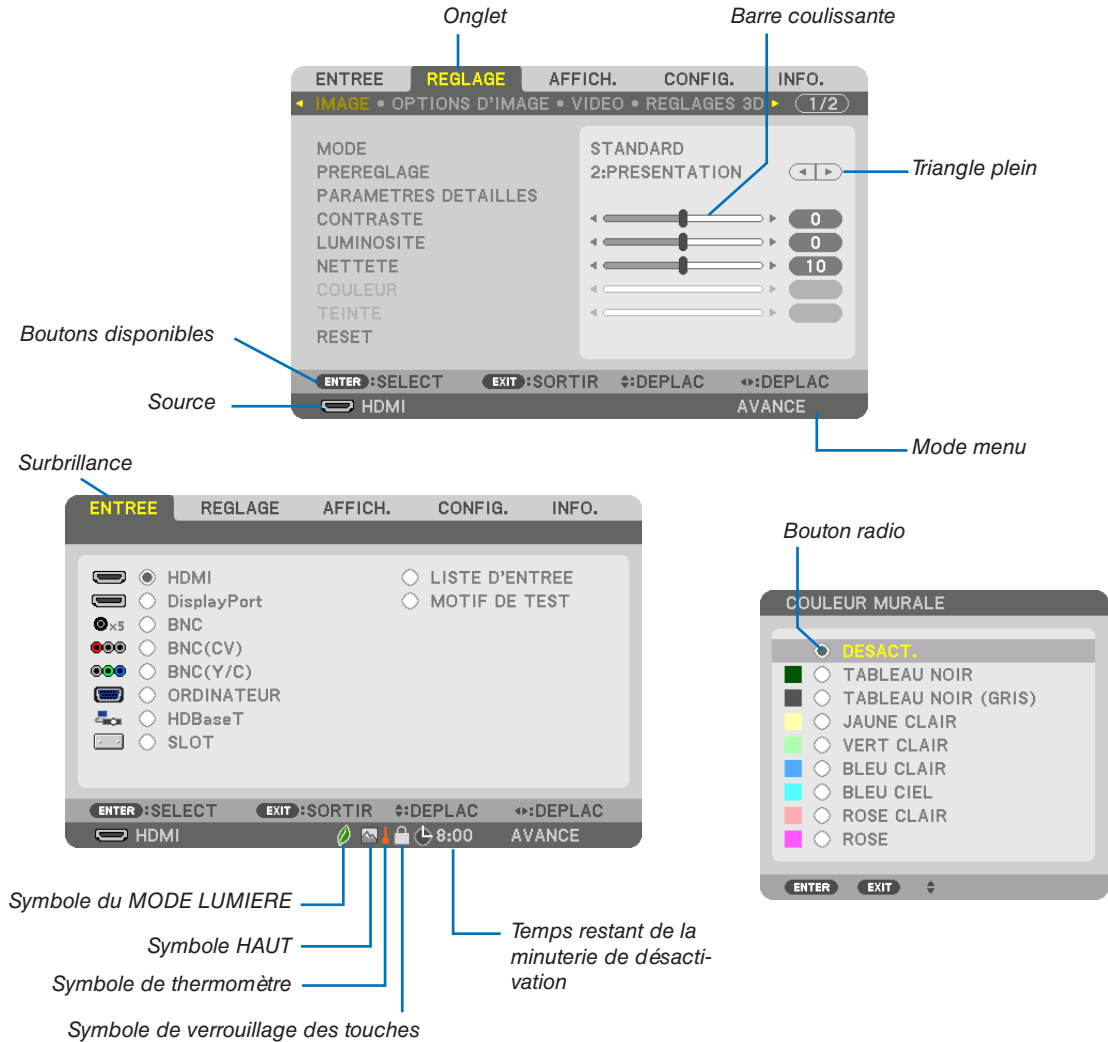 Onglet
Barre coulissante
ENTREE REGLAGE AFFICH. CONFIG. INFO.
IMAGE • OPTIONS D'IMAGE • VIDEO • REGLAGES 3D 1/2
MODE STANDARD
PREREGLAGE 2:PRESENTATION
Triangle plein
PARAMETRES DETAILLES
CONTRASTE 0
LUMINOSITE 0
NETTETE 10
COULEUR
TEINTE
RESET
Boutons disponibles
ENTER :SELECT EXIT :SORTIR :DEPLAC :DEPLAC
Source
HDMI AVANCE
Mode menu
Surbrillance
ENTREE REGLAGE AFFICH. CONFIG. INFO.
HDMI LISTE D'ENTREE
DisplayPort MOTIF DE TEST
x5 BNC
BNC(CV)
BNC(Y/C)
ORDINATEUR
HDBaseT
SLOT
ENTER :SELECT EXIT :SORTIR :DEPLAC :DEPLAC
HDMI 8:00 AVANCE
Bouton radio
COULEUR MURALE
DESACT.
TABLEAU NOIR
TABLEAU NOIR (GRIS)
JAUNE CLAIR
VERT CLAIR
BLEU CLAIR
BLEU CIEL
ROSE CLAIR
ROSE
ENTER EXIT
Symbole du MODE LUMIERE
Symbole HAUT
Symbole de thermomètre
Symbole de verrouillage des touches
Temps restant de la
minuterie de désacti-
vation